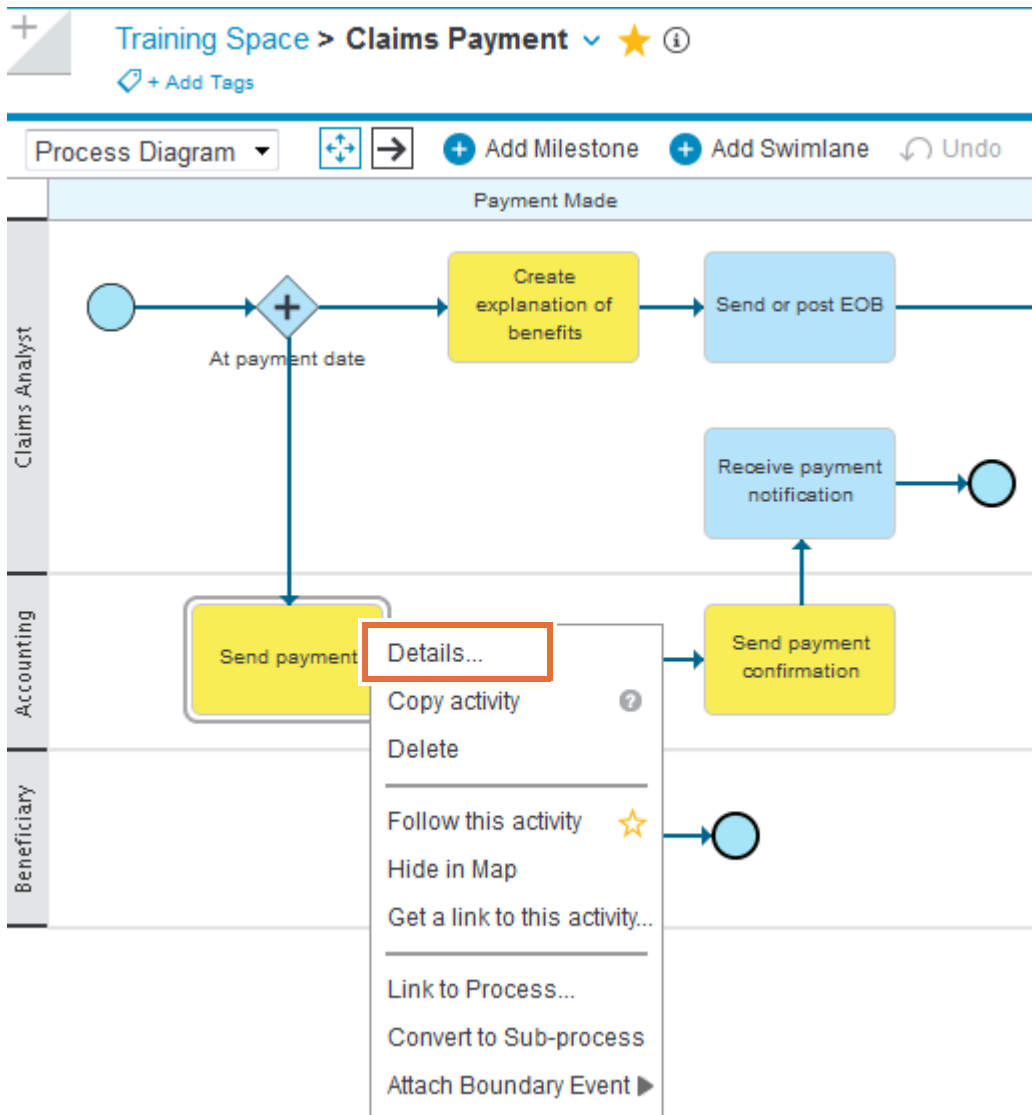 Training Space > Claims Payment
+ Add Tags
Process Diagram
Add Milestone
Add Swimlane
Undo
Payment Made
Claims Analyst
Create
explanation of
benefits
Send or post EOB
At payment date
Receive payment
notification
Accounting
Send payment
Send payment
confirmation
Beneficiary
Details...
Copy activity
Delete
Follow this activity
Hide in Map
Get a link to this activity...
Link to Process...
Convert to Sub-process
Attach Boundary Event